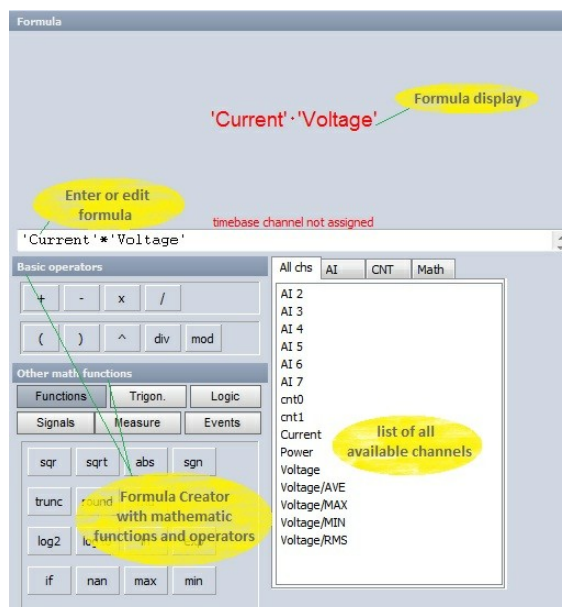 Formula
'Current'·'Voltage'
Formula display
Enter or edit
formula
timebase channel not assigned
'Current'*'Voltage'
Basic operators
+ - x /
( ) ^ div mod
All chs AI CNT Math
AI 2
AI 3
AI 4
AI 5
AI 6
AI 7
cnt0
cnt1
Current
Power
Voltage
Voltage/AVE
Voltage/MAX
Voltage/MIN
Voltage/RMS
list of all
available channels
Other math functions
Functions Trigon. Logic
Signals Measure Events
sqr sqrt abs sgn
trunc round
log2
if nan max min
Formula Creator
with mathematic
functions and operators